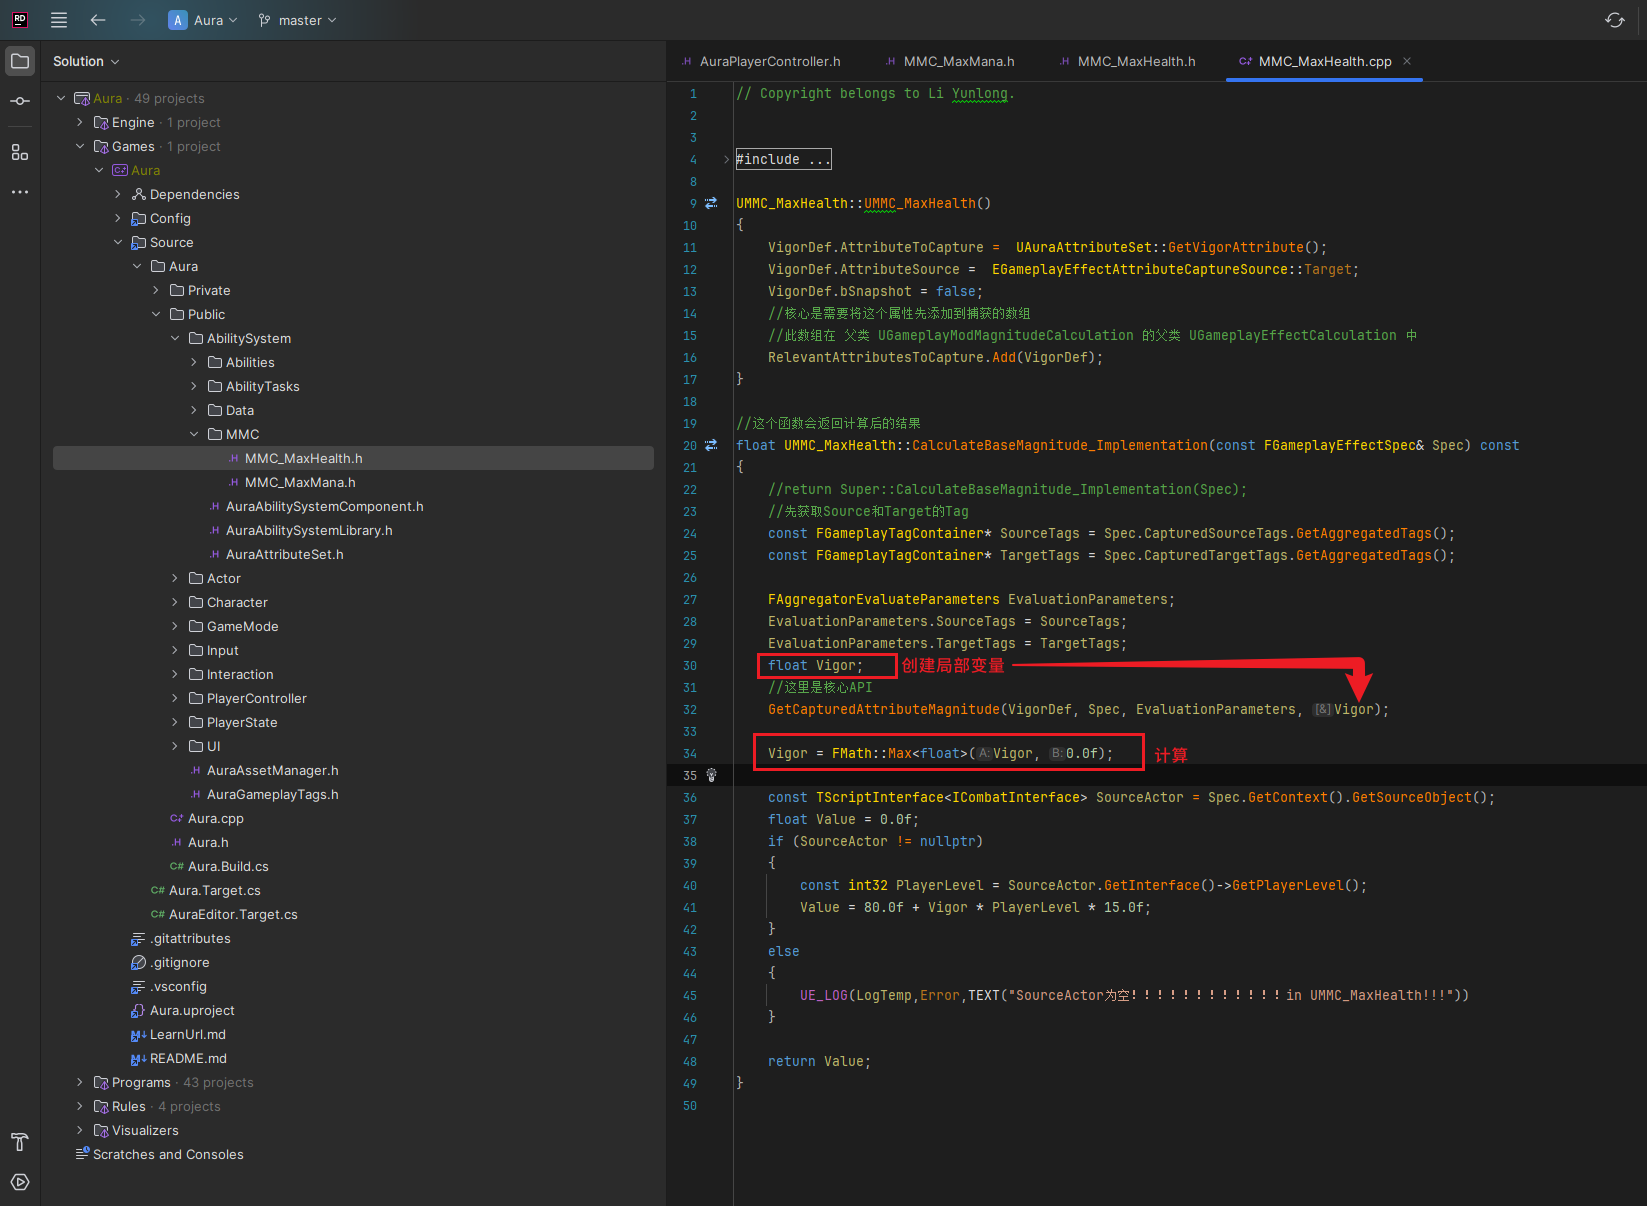 RD
A Aura master
Solution
Aura · 49 projects
Engine · 1 project
Games · 1 project
Aura
Dependencies
Config
Source
Aura
Private
Public
AbilitySystem
Abilities
AbilityTasks
Data
MMC
.H MMC_MaxHealth.h
.H MMC_MaxMana.h
.H AuraAbilitySystemComponent.h
.H AuraAbilitySystemLibrary.h
.H AuraAttributeSet.h
Actor
Character
GameMode
Input
Interaction
PlayerController
PlayerState
UI
.H AuraAssetManager.h
.H AuraGameplayTags.h
C+ Aura.cpp
.H Aura.h
C# Aura.Build.cs
C# Aura.Target.cs
C# AuraEditor.Target.cs
.gitattributes
.gitignore
.vsconfig
Aura.uproject
M↓ LearnUrl.md
M↓ README.md
Programs · 43 projects
Rules · 4 projects
Visualizers
Scratches and Consoles
.H AuraPlayerController.h .H MMC_MaxMana.h .H MMC_MaxHealth.h C+ MMC_MaxHealth.cpp ×
1 // Copyright belongs to Li Yunlong.
2
3
4 #include ...
8
9 UMMC_MaxHealth::UMMC_MaxHealth()
10 {
11 VigorDef.AttributeToCapture =  UAuraAttributeSet::GetVigorAttribute();
12 VigorDef.AttributeSource =  EGameplayEffectAttributeCaptureSource::Target;
13 VigorDef.bSnapshot = false;
14 //核心是需要将这个属性先添加到捕获的数组
15 //此数组在 父类 UGameplayModMagnitudeCalculation 的父类 UGameplayEffectCalculation 中
16 RelevantAttributesToCapture.Add(VigorDef);
17 }
18
19 //这个函数会返回计算后的结果
20 float UMMC_MaxHealth::CalculateBaseMagnitude_Implementation(const FGameplayEffectSpec& Spec) const
21 {
22 //return Super::CalculateBaseMagnitude_Implementation(Spec);
23 //先获取Source和Target的Tag
24 const FGameplayTagContainer* SourceTags = Spec.CapturedSourceTags.GetAggregatedTags();
25 const FGameplayTagContainer* TargetTags = Spec.CapturedTargetTags.GetAggregatedTags();
26
27 FAggregatorEvaluateParameters EvaluationParameters;
28 EvaluationParameters.SourceTags = SourceTags;
29 EvaluationParameters.TargetTags = TargetTags;
30 float Vigor; 创建局部变量
31 //这里是核心API
32 GetCapturedAttributeMagnitude(VigorDef, Spec, EvaluationParameters, [&]Vigor);
33
34 Vigor = FMath::Max<float>(A:Vigor, B:0.0f); 计算
35
36 const TScriptInterface<ICombatInterface> SourceActor = Spec.GetContext().GetSourceObject();
37 float Value = 0.0f;
38 if (SourceActor != nullptr)
39 {
40 const int32 PlayerLevel = SourceActor.GetInterface()->GetPlayerLevel();
41 Value = 80.0f + Vigor * PlayerLevel * 15.0f;
42 }
43 else
44 {
45 UE_LOG(LogTemp,Error,TEXT("SourceActor为空！！！！！！！！！！！！in UMMC_MaxHealth!!!"))
46 }
47
48 return Value;
49 }
50